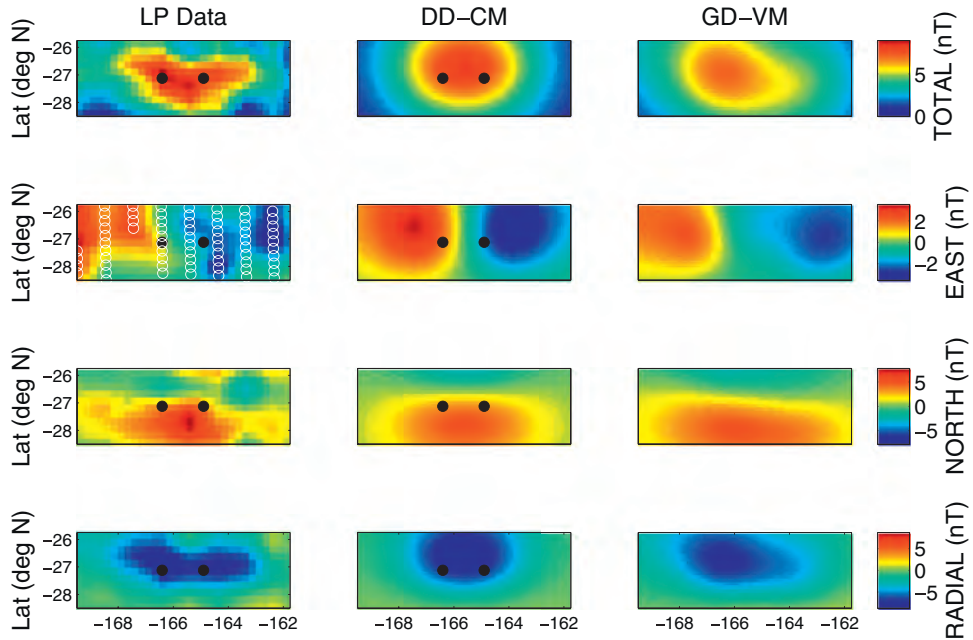 LP Data DD–CM GD–VM
Lat (deg N) −26 −27 −28 5 0 TOTAL (nT)
Lat (deg N) −26 −27 −28 2 0 −2 EAST (nT)
Lat (deg N) −26 −27 −28 5 0 −5 NORTH (nT)
Lat (deg N) −26 −27 −28 5 0 −5 RADIAL (nT)
−168 −166 −164 −162 −168 −166 −164 −162 −168 −166 −164 −162